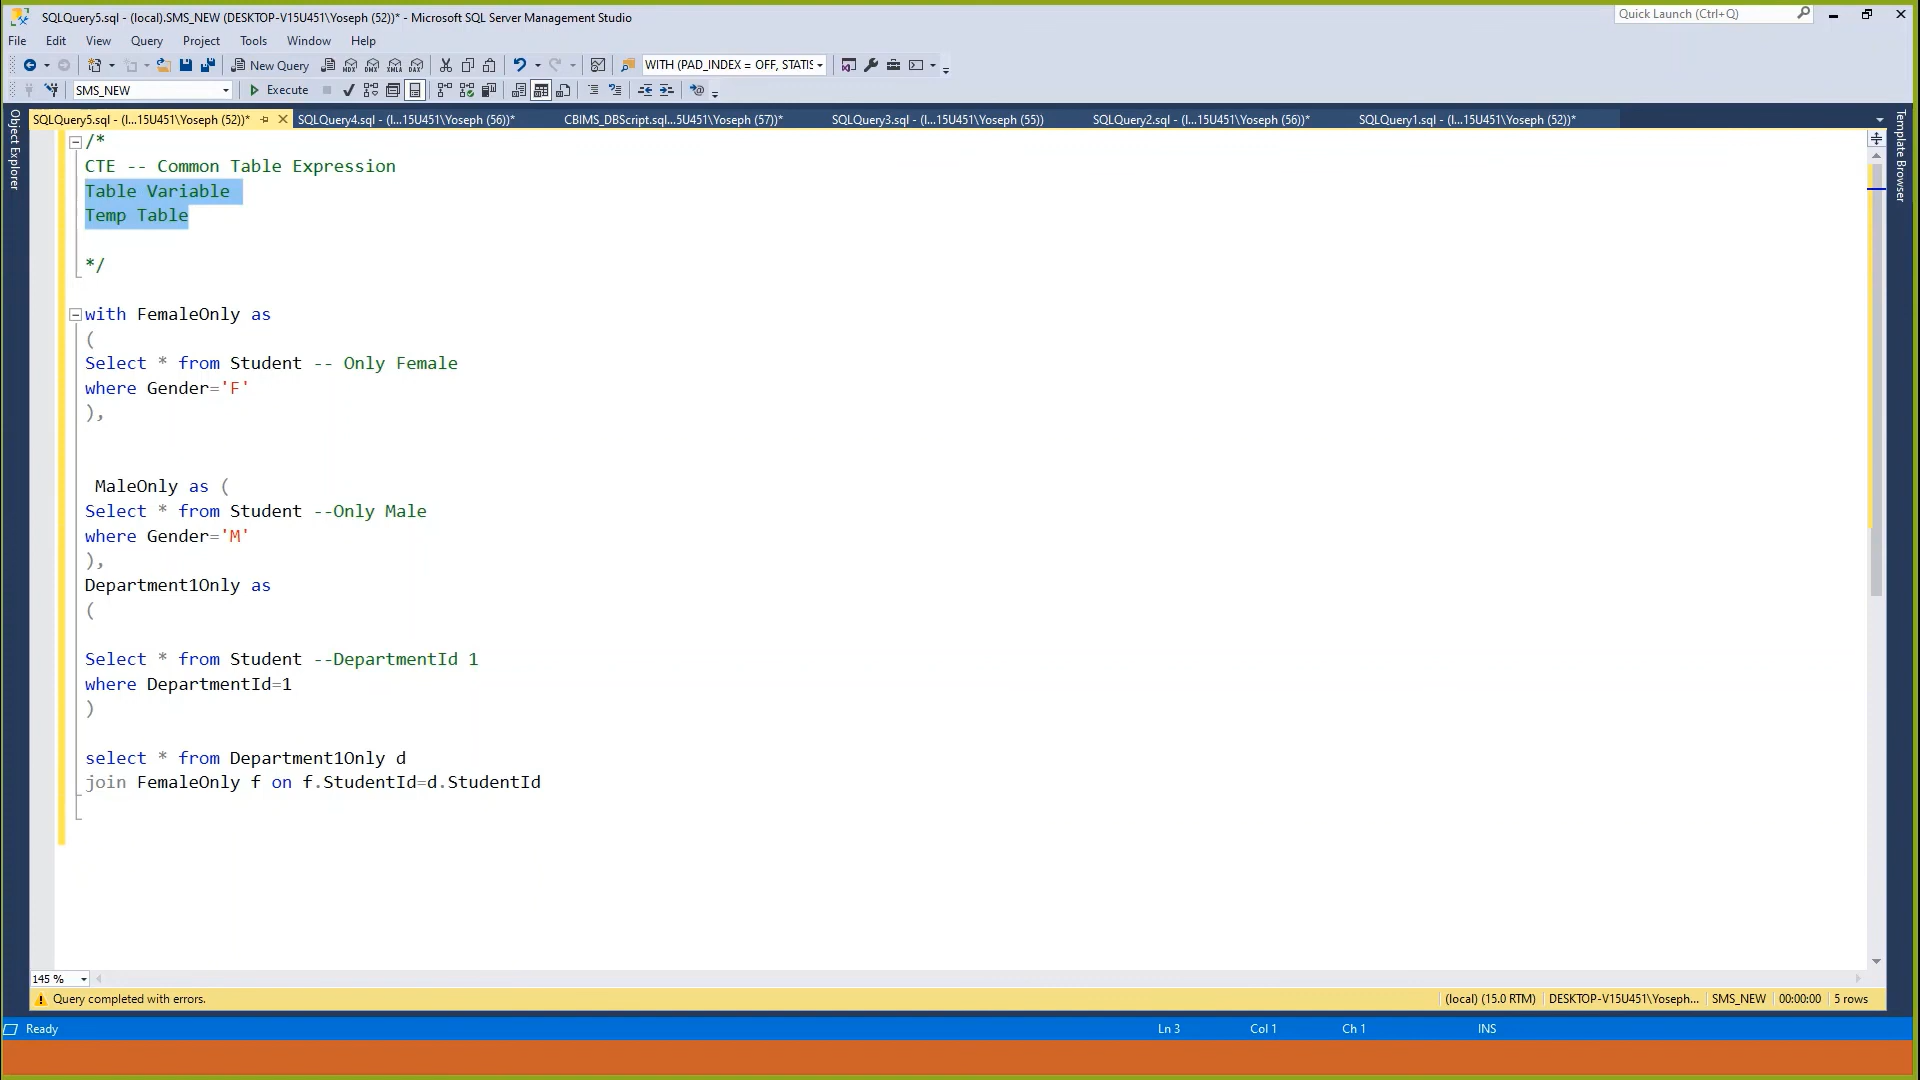 SQLQuery5.sql - (local).SMS_NEW (DESKTOP-V15U451\Yoseph (52))* - Microsoft SQL Server Management Studio
Quick Launch (Ctrl+Q)
File Edit View Query Project Tools Window Help
New Query
MDX DMX XMLA DAX
WITH (PAD_INDEX = OFF, STATIS
SMS_NEW
Execute
SQLQuery5.sql - (l...15U451\Yoseph (52))* SQLQuery4.sql - (l...15U451\Yoseph (56))* CBIMS_DBScript.sql...5U451\Yoseph (57))* SQLQuery3.sql - (l...15U451\Yoseph (55)) SQLQuery2.sql - (l...15U451\Yoseph (56))* SQLQuery1.sql - (l...15U451\Yoseph (52))*
Object Explorer
Template Browser
/*
CTE -- Common Table Expression
Table Variable
Temp Table
*/
with FemaleOnly as
(
Select * from Student -- Only Female
where Gender='F'
),
MaleOnly as (
Select * from Student --Only Male
where Gender='M'
),
Department1Only as
(
Select * from Student --DepartmentId 1
where DepartmentId=1
)
select * from Department1Only d
join FemaleOnly f on f.StudentId=d.StudentId
145 %
Query completed with errors.
(local) (15.0 RTM) DESKTOP-V15U451\Yoseph... SMS_NEW 00:00:00 5 rows
Ready
Ln 3 Col 1 Ch 1 INS